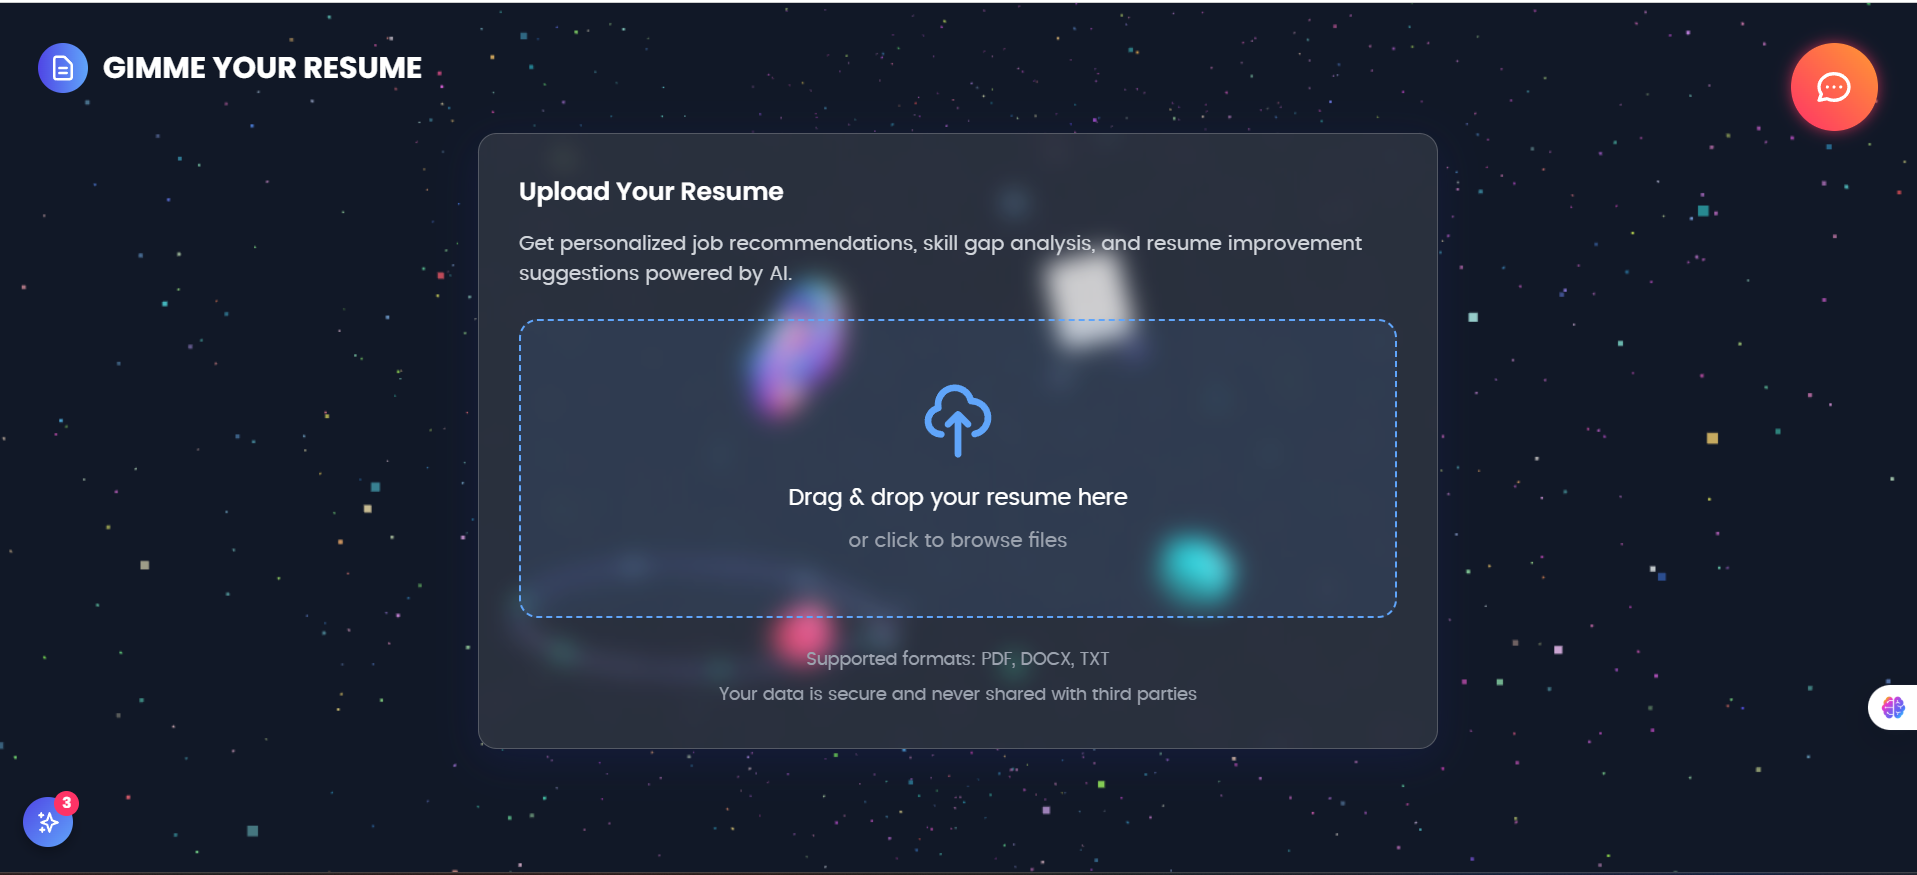 GIMME YOUR RESUME
Upload Your Resume
Get personalized job recommendations, skill gap analysis, and resume improvement
suggestions powered by AI.
Drag & drop your resume here
or click to browse files
Supported formats: PDF, DOCX, TXT
Your data is secure and never shared with third parties
3